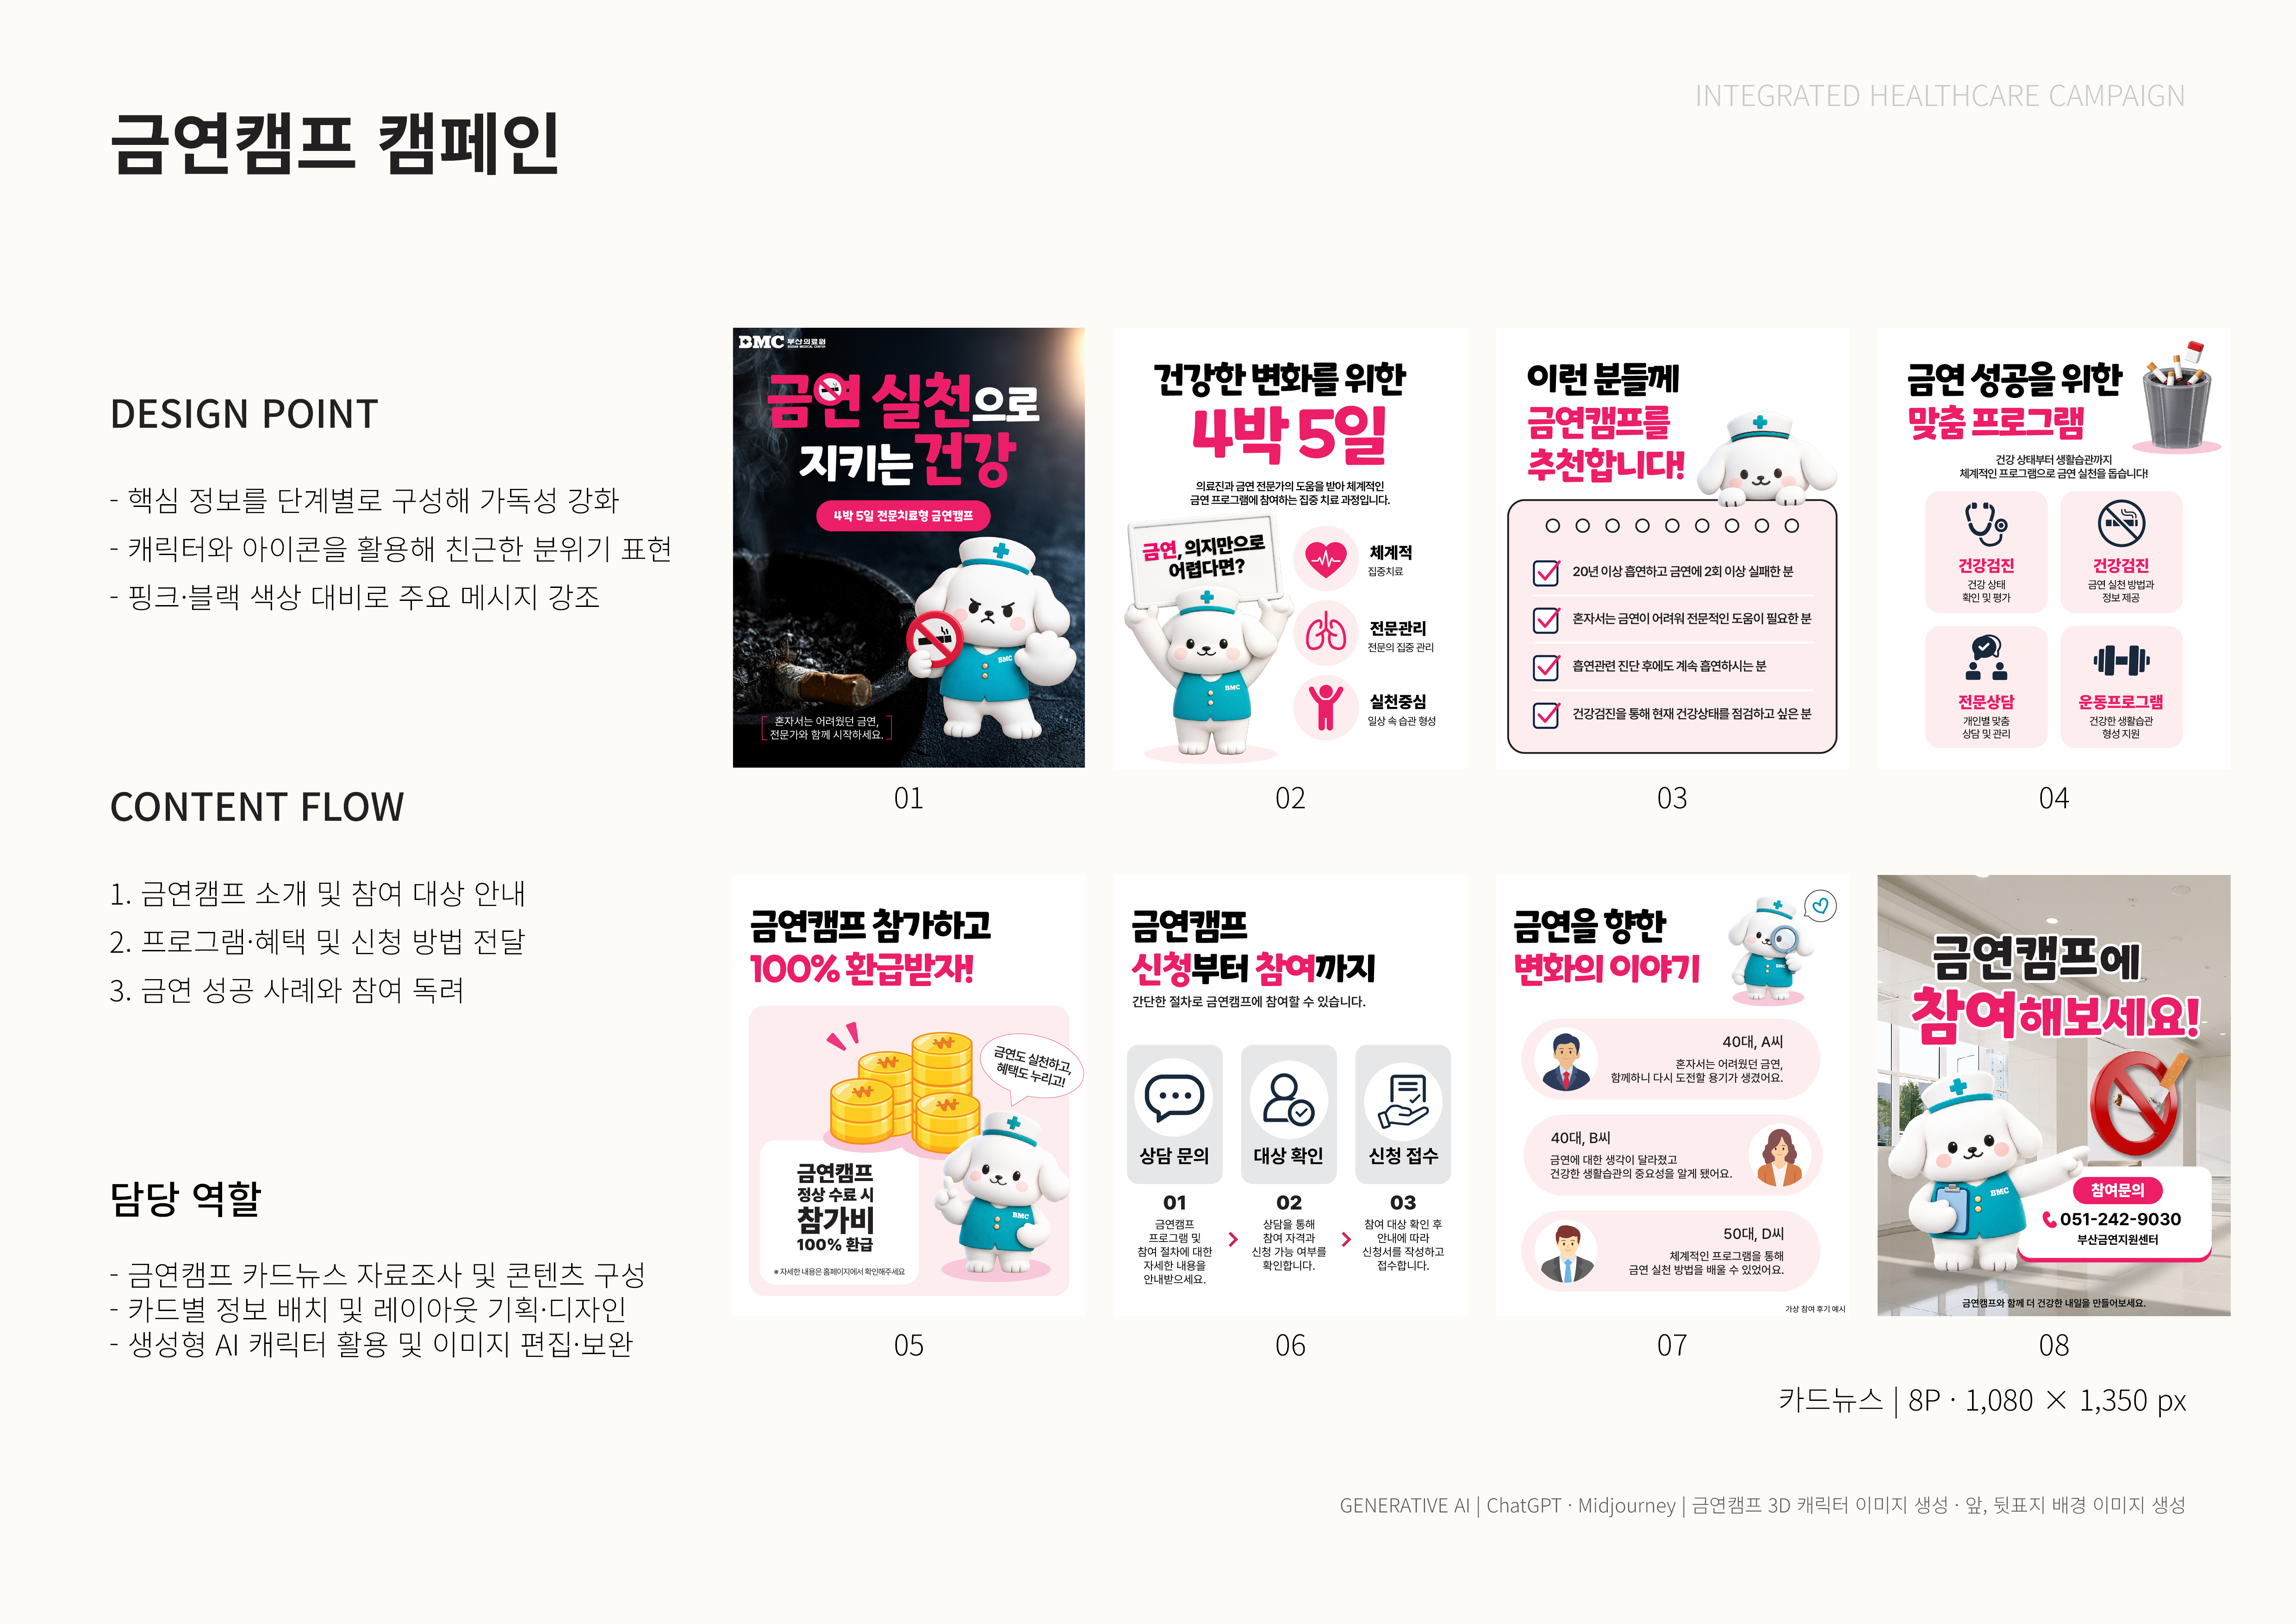 금연캠프 캠페인
INTEGRATED HEALTHCARE CAMPAIGN
DESIGN POINT
- 핵심 정보를 단계별로 구성해 가독성 강화
- 캐릭터와 아이콘을 활용해 친근한 분위기 표현
- 핑크·블랙 색상 대비로 주요 메시지 강조
CONTENT FLOW
1. 금연캠프 소개 및 참여 대상 안내
2. 프로그램·혜택 및 신청 방법 전달
3. 금연 성공 사례와 참여 독려
담당 역할
- 금연캠프 카드뉴스 자료조사 및 콘텐츠 구성
- 카드별 정보 배치 및 레이아웃 기획·디자인
- 생성형 AI 캐릭터 활용 및 이미지 편집·보완
BMC 부산의료원
BUSAN MEDICAL CENTER
금연 실천으로
지키는 건강
4박 5일 전문치료형 금연캠프
BMC
혼자서는 어려웠던 금연,
전문가와 함께 시작하세요.
01
건강한 변화를 위한
4박 5일
의료진과 금연 전문가의 도움을 받아 체계적인
금연 프로그램에 참여하는 집중 치료 과정입니다.
금연, 의지만으로
어렵다면?
BMC
체계적
집중치료
전문관리
전문의 집중 관리
실천중심
일상 속 습관 형성
02
이런 분들께
금연캠프를
추천합니다!
20년 이상 흡연하고 금연에 2회 이상 실패한 분
혼자서는 금연이 어려워 전문적인 도움이 필요한 분
흡연관련 진단 후에도 계속 흡연하시는 분
건강검진을 통해 현재 건강상태를 점검하고 싶은 분
03
금연 성공을 위한
맞춤 프로그램
건강 상태부터 생활습관까지
체계적인 프로그램으로 금연 실천을 돕습니다!
건강검진
건강 상태
확인 및 평가
건강검진
금연 실천 방법과
정보 제공
전문상담
개인별 맞춤
상담 및 관리
운동프로그램
건강한 생활습관
형성 지원
04
금연캠프 참가하고
100% 환급받자!
금연도 실천하고,
혜택도 누리고!
금연캠프
정상 수료 시
참가비
100% 환급
※ 자세한 내용은 홈페이지에서 확인해주세요
BMC
05
금연캠프
신청부터 참여까지
간단한 절차로 금연캠프에 참여할 수 있습니다.
상담 문의
대상 확인
신청 접수
01
금연캠프
프로그램 및
참여 절차에 대한
자세한 내용을
안내받으세요.
02
상담을 통해
참여 자격과
신청 가능 여부를
확인합니다.
03
참여 대상 확인 후
안내에 따라
신청서를 작성하고
접수합니다.
06
금연을 향한
변화의 이야기
40대, A씨
혼자서는 어려웠던 금연,
함께하니 다시 도전할 용기가 생겼어요.
40대, B씨
금연에 대한 생각이 달라졌고
건강한 생활습관의 중요성을 알게 됐어요.
50대, D씨
체계적인 프로그램을 통해
금연 실천 방법을 배울 수 있었어요.
가상 참여 후기 예시
07
금연캠프에
참여해보세요!
BMC
참여문의
051-242-9030
부산금연지원센터
금연캠프와 함께 더 건강한 내일을 만들어보세요.
08
카드뉴스 | 8P · 1,080 × 1,350 px
GENERATIVE AI | ChatGPT · Midjourney | 금연캠프 3D 캐릭터 이미지 생성 · 앞, 뒷표지 배경 이미지 생성